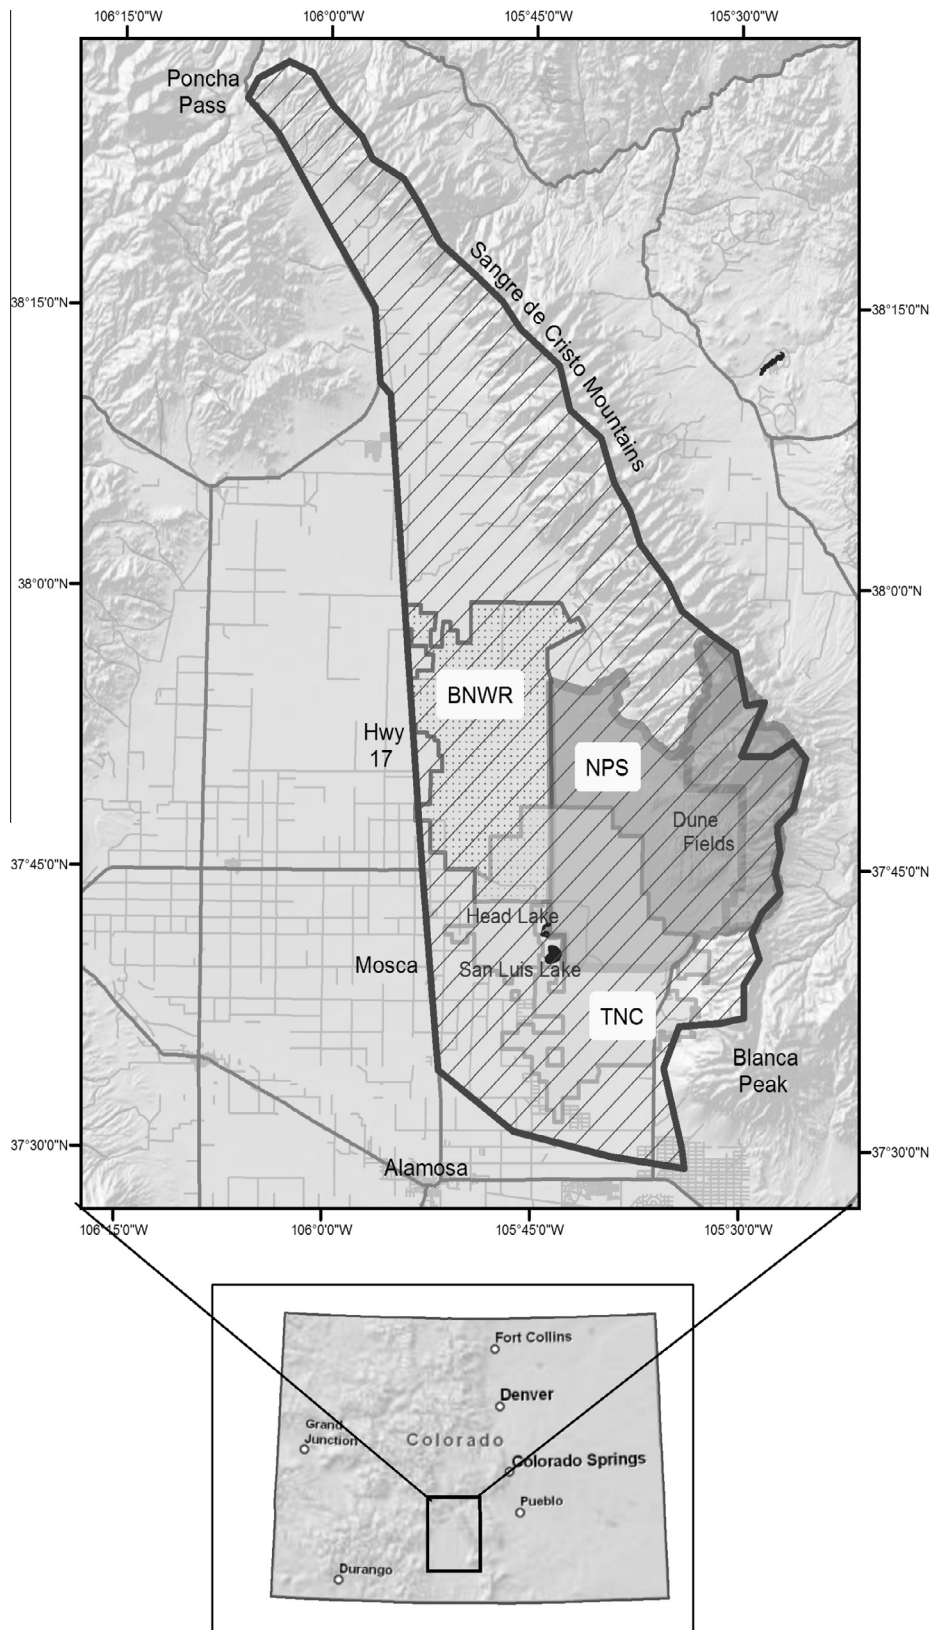 106°15'0"W
106°0'0"W
105°45'0"W
105°30'0"W
Poncha
Pass
Sangre de Cristo Mountains
38°15'0"N
38°15'0"N
38°0'0"N
38°0'0"N
BNWR
Hwy
17
NPS
Dune
Fields
37°45'0"N
37°45'0"N
Head Lake
Mosca
San Luis Lake
TNC
Blanca
Peak
37°30'0"N
37°30'0"N
Alamosa
106°15'0"W
106°0'0"W
105°45'0"W
105°30'0"W
Fort Collins
Denver
Grand
Junction
Colorado
Colorado Springs
Pueblo
Durango